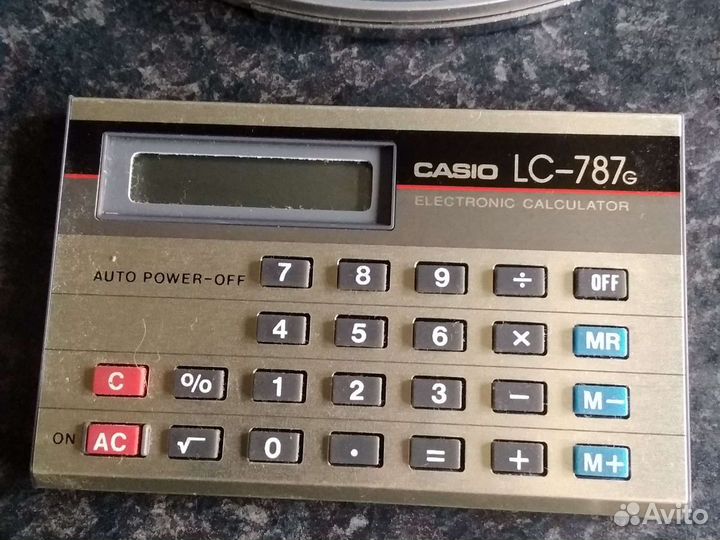 CASIO LC-787G
ELECTRONIC CALCULATOR
AUTO POWER-OFF 7 8 9 ÷ OFF
4 5 6 × MR
C % 1 2 3 − M−
ON AC √ 0 · = + M+
Avito